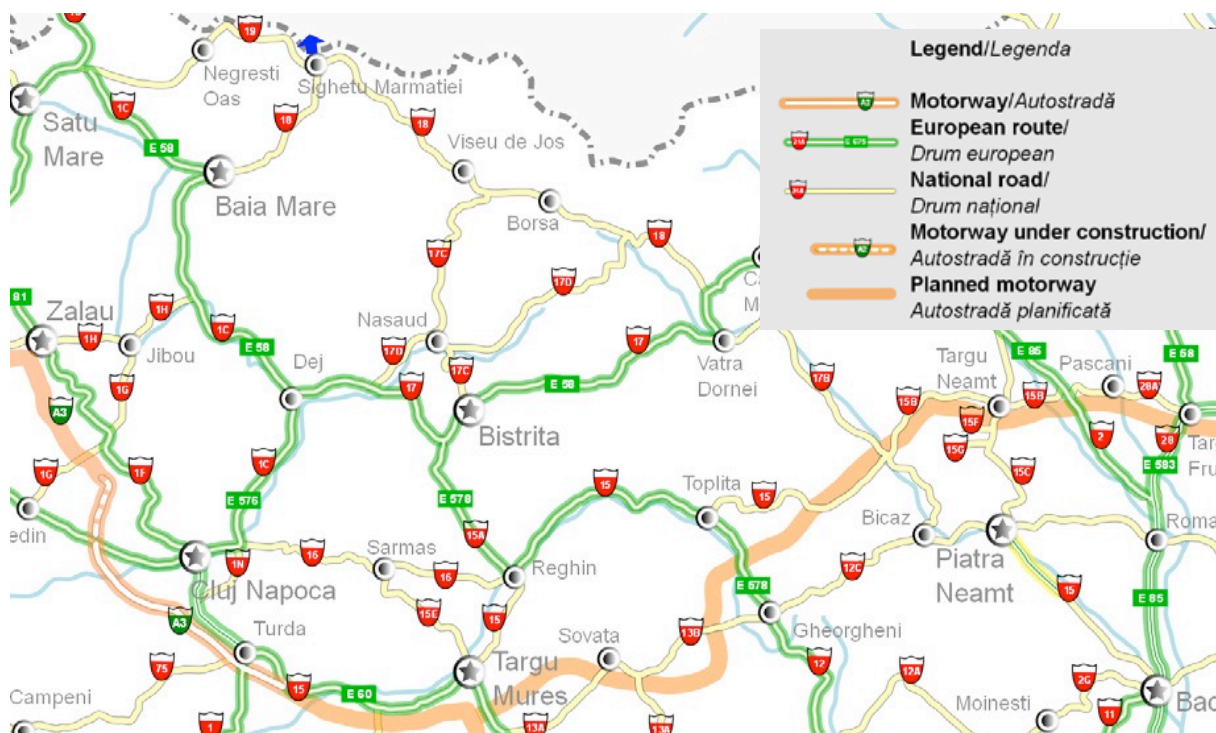 Legend/Legenda
Motorway/Autostradă
A3
European route/
Drum european
National road/
Drum național
Motorway under construction/
Autostradă în construcție
Planned motorway
Autostradă planificată
19
Negresti
Oas
Sighetu Marmatiei
Satu
Mare
1C
E 58
18
18
Viseu de Jos
Baia Mare
Borsa
18
17C
17D
81
Zalau
1H
1H
Jibou
1C
E 58
Nasaud
17D
17C
17
Vatra
Dornei
Dej
17
E 58
17B
Targu
Neamt
E 85
Pascani
E 58
A3
1G
Bistrita
15B
15B
28A
15F
15G
2
28
1G
1F
1C
E 576
E 578
15
15C
E 583
edin
Toplita
15
Bicaz
Roma
15A
Cluj Napoca
1N
16
Sarmas
16
Reghin
12C
Piatra
Neamt
E 578
15
E 85
A3
Turda
15E
15
Sovata
13B
Gheorgheni
75
15
E 60
Targu
Mures
12
12A
2G
Campeni
1
13A
13A
Moinesti
11
Bac